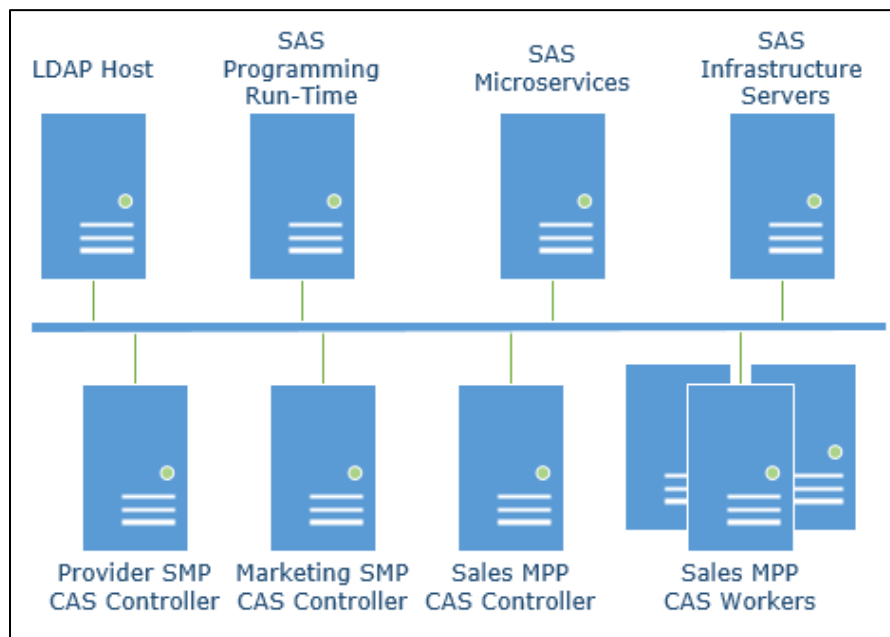 LDAP Host
SAS
Programming
Run-Time
SAS
Microservices
SAS
Infrastructure
Servers
Provider SMP
CAS Controller
Marketing SMP
CAS Controller
Sales MPP
CAS Controller
Sales MPP
CAS Workers